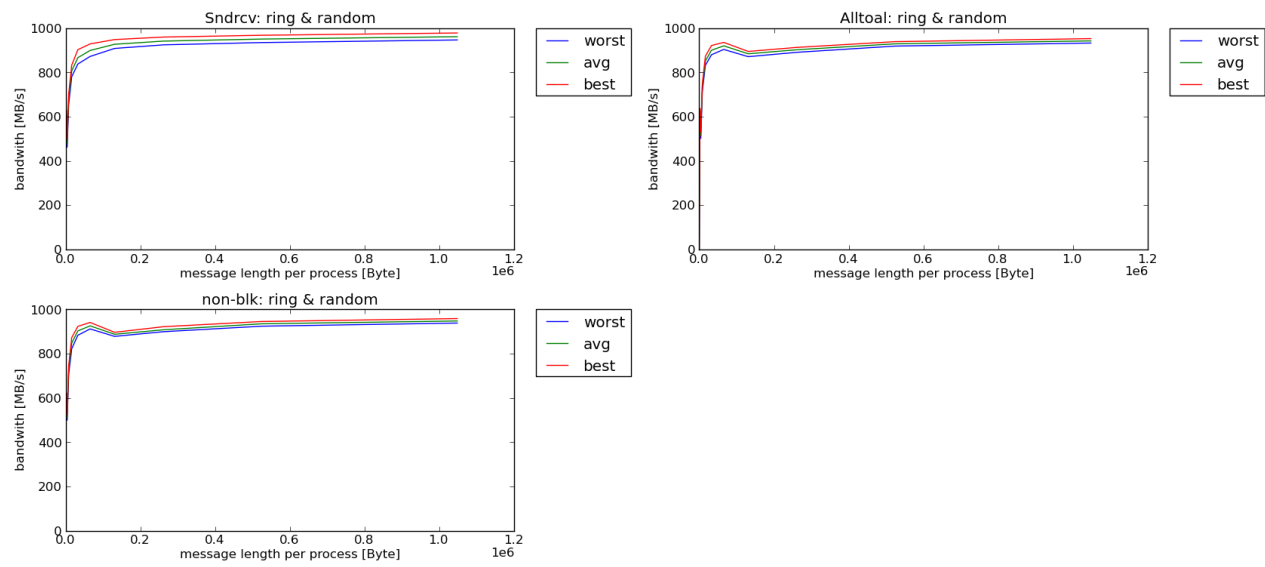 Sndrcv: ring & random
1000
800
600
400
200
0
bandwith [MB/s]
0.0 0.2 0.4 0.6 0.8 1.0 1.2
1e6
message length per process [Byte]
worst
avg
best
Alltoal: ring & random
1000
800
600
400
200
0
bandwith [MB/s]
0.0 0.2 0.4 0.6 0.8 1.0 1.2
1e6
message length per process [Byte]
worst
avg
best
non-blk: ring & random
1000
800
600
400
200
0
bandwith [MB/s]
0.0 0.2 0.4 0.6 0.8 1.0 1.2
1e6
message length per process [Byte]
worst
avg
best